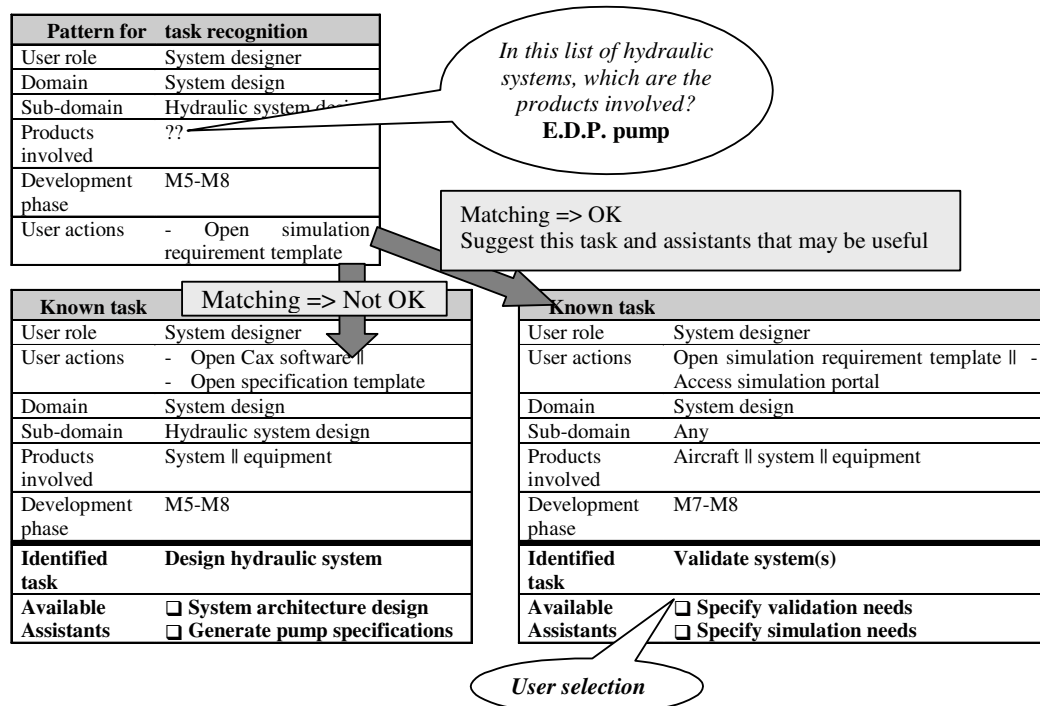 Pattern for task recognition
User role System designer
Domain System design
Sub-domain Hydraulic system design
Products ??
involved
Development M5-M8
phase
User actions - Open simulation
requirement template
In this list of hydraulic
systems, which are the
products involved?
E.D.P. pump
Matching => OK
Suggest this task and assistants that may be useful
Matching => Not OK
Known task
User role System designer
User actions - Open Cax software ||
- Open specification template
Domain System design
Sub-domain Hydraulic system design
Products System || equipment
involved
Development M5-M8
phase
Identified Design hydraulic system
task
Available ❑ System architecture design
Assistants ❑ Generate pump specifications
Known task
User role System designer
User actions Open simulation requirement template || -
Access simulation portal
Domain System design
Sub-domain Any
Products Aircraft || system || equipment
involved
Development M7-M8
phase
Identified Validate system(s)
task
Available ❑ Specify validation needs
Assistants ❑ Specify simulation needs
User selection